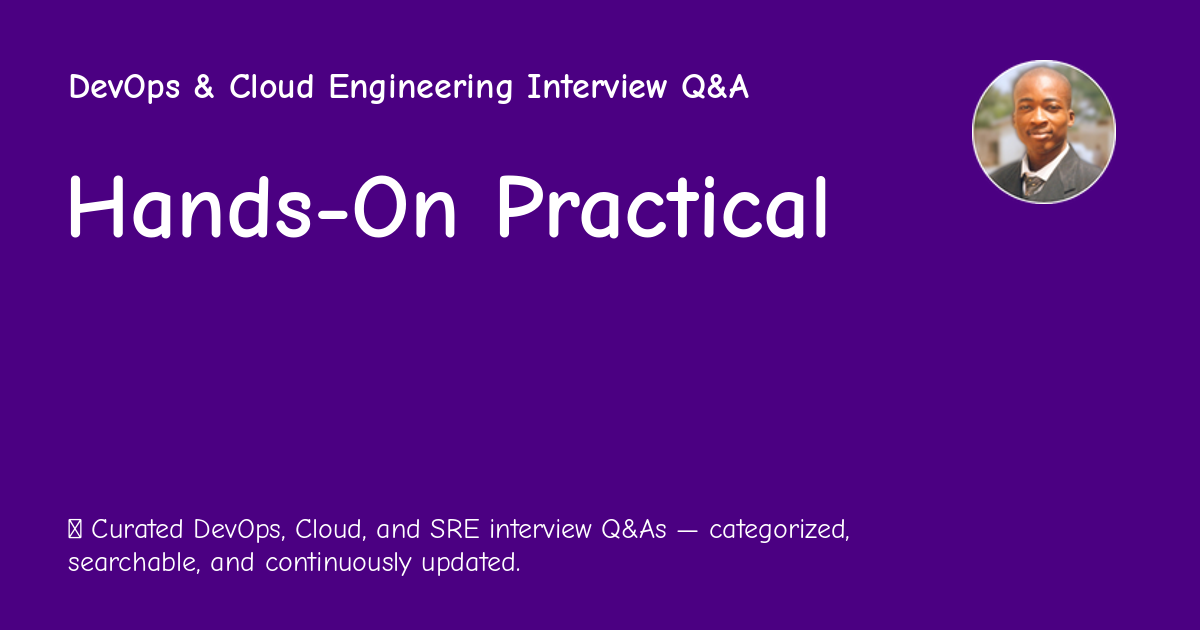 DevOps & Cloud Engineering Interview Q&A
Hands-On Practical
Curated DevOps, Cloud, and SRE interview Q&As — categorized,
searchable, and continuously updated.